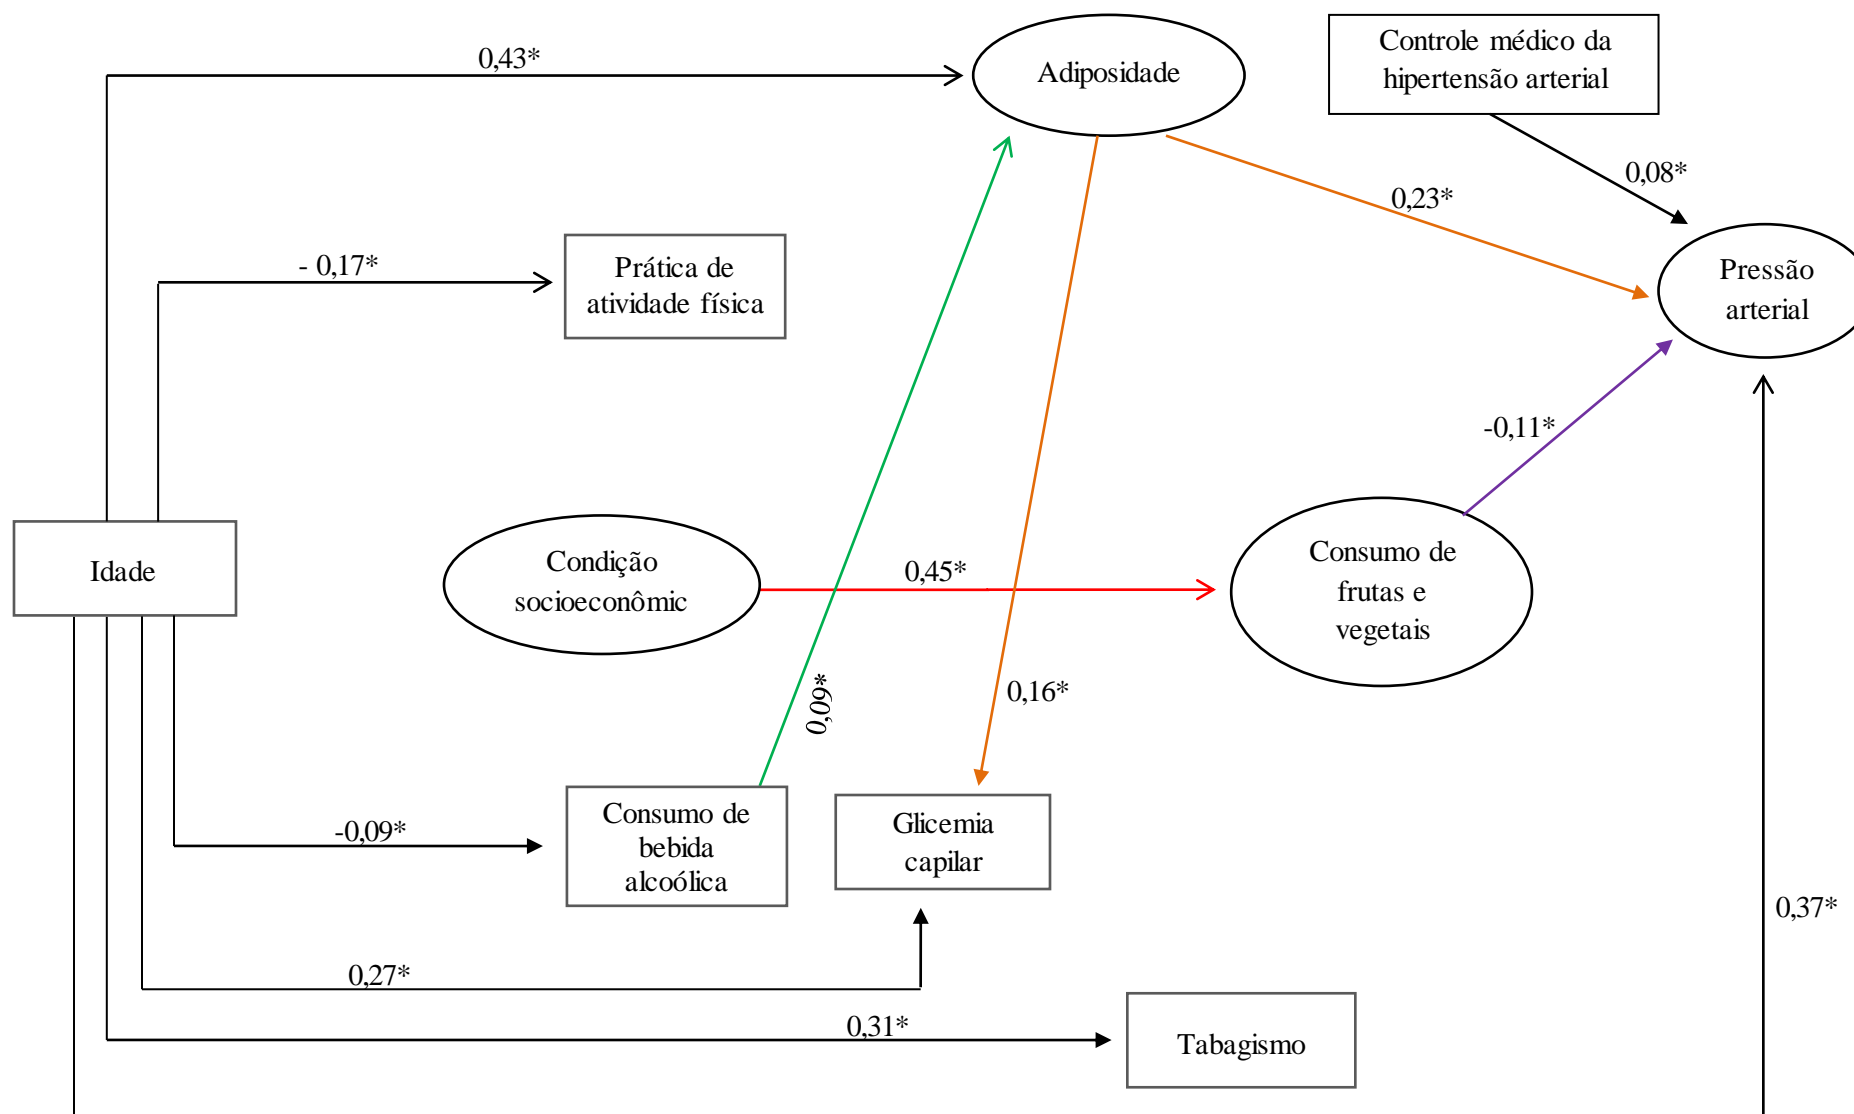 0,43*
Adiposidade
Controle médico da
hipertensão arterial
0,08*
0,23*
- 0,17*
Prática de
atividade física
Pressão
arterial
-0,11*
Idade
Condição
socioeconômic
0,45*
Consumo de
frutas e
vegetais
0,09*
0,16*
-0,09*
Consumo de
bebida
alcoólica
Glicemia
capilar
0,37*
0,27*
0,31*
Tabagismo